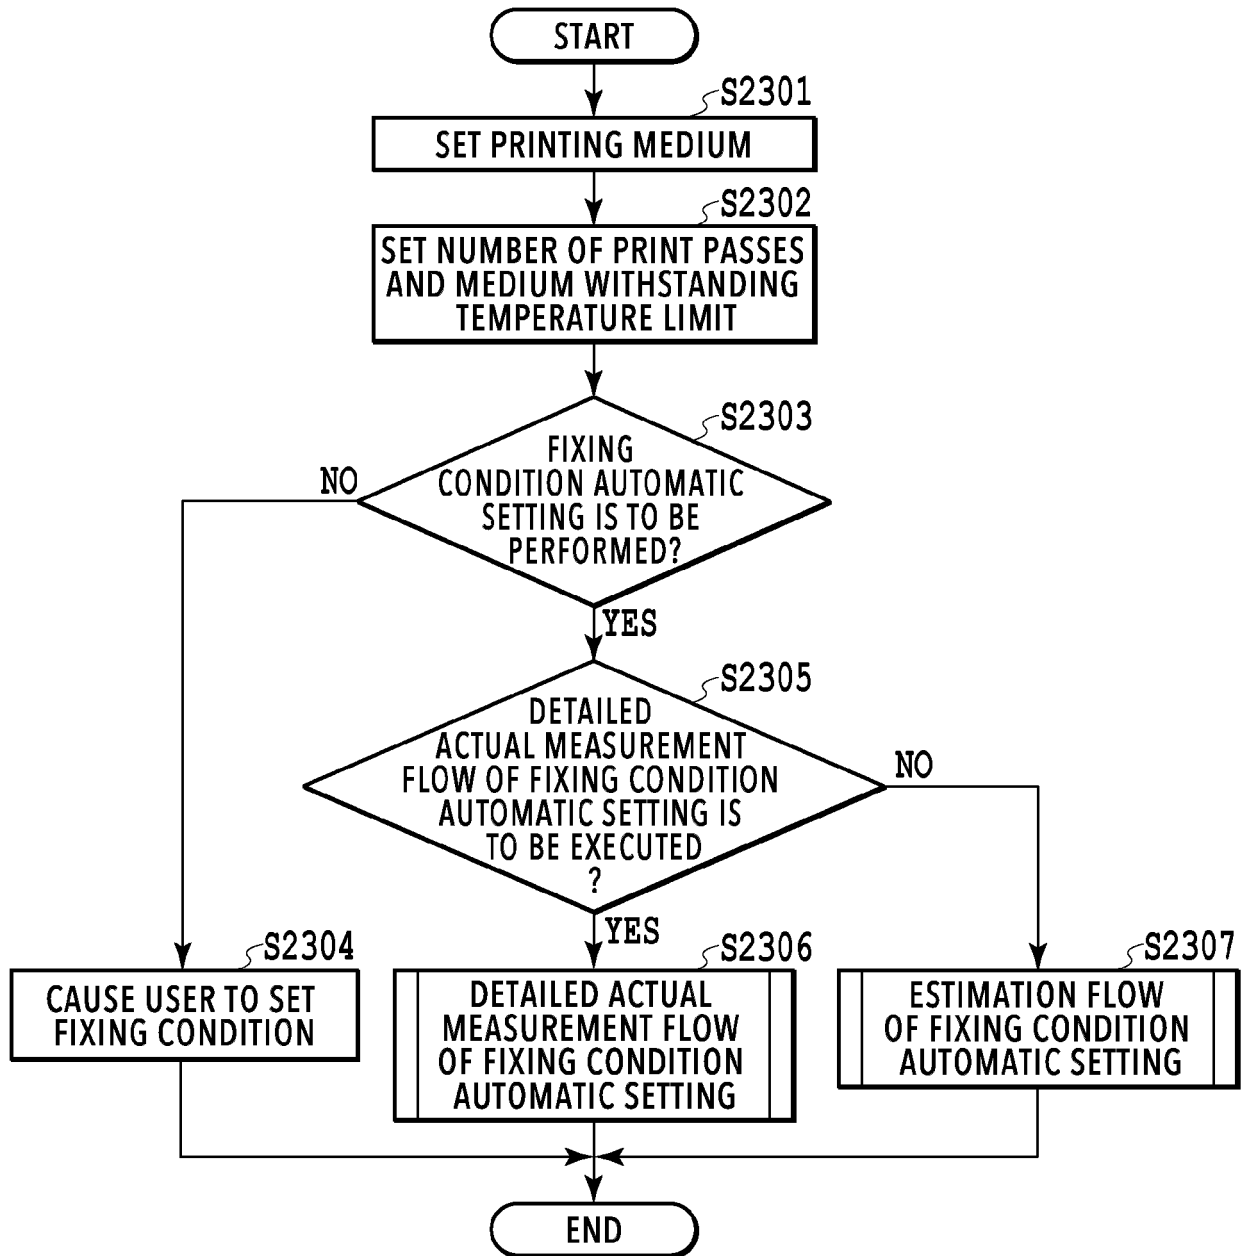 START
S2301
SET PRINTING MEDIUM
S2302
SET NUMBER OF PRINT PASSES
AND MEDIUM WITHSTANDING
TEMPERATURE LIMIT
S2303
FIXING
CONDITION AUTOMATIC
SETTING IS TO BE
PERFORMED?
NO
YES
S2305
DETAILED
ACTUAL MEASUREMENT
FLOW OF FIXING CONDITION
AUTOMATIC SETTING IS
TO BE EXECUTED
?
NO
YES
S2304
CAUSE USER TO SET
FIXING CONDITION
S2306
DETAILED ACTUAL
MEASUREMENT FLOW
OF FIXING CONDITION
AUTOMATIC SETTING
S2307
ESTIMATION FLOW
OF FIXING CONDITION
AUTOMATIC SETTING
END